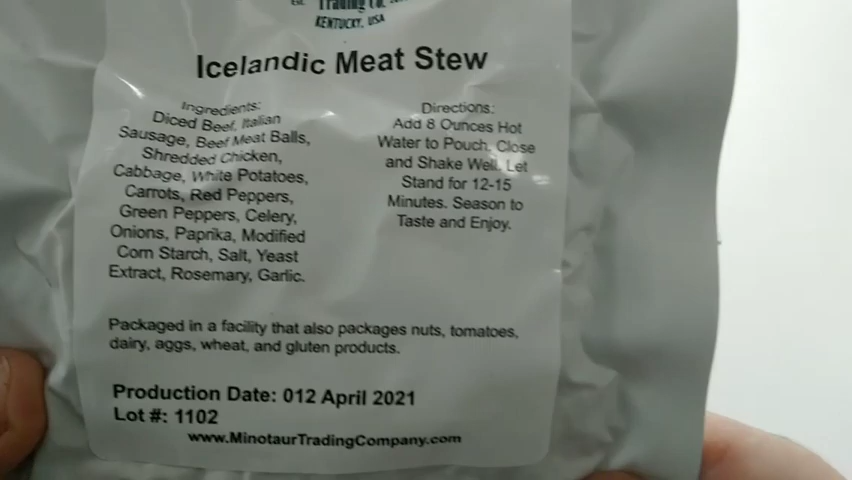 Est. Trading Co.
KENTUCKY, USA
Icelandic Meat Stew
Ingredients:
Diced Beef, Italian
Sausage, Beef Meat Balls,
Shredded Chicken,
Cabbage, White Potatoes,
Carrots, Red Peppers,
Green Peppers, Celery,
Onions, Paprika, Modified
Corn Starch, Salt, Yeast
Extract, Rosemary, Garlic.
Directions:
Add 8 Ounces Hot
Water to Pouch, Close
and Shake Well. Let
Stand for 12-15
Minutes. Season to
Taste and Enjoy.
Packaged in a facility that also packages nuts, tomatoes,
dairy, aggs, wheat, and gluten products.
Production Date: 012 April 2021
Lot #: 1102
www.MinotaurTradingCompany.com